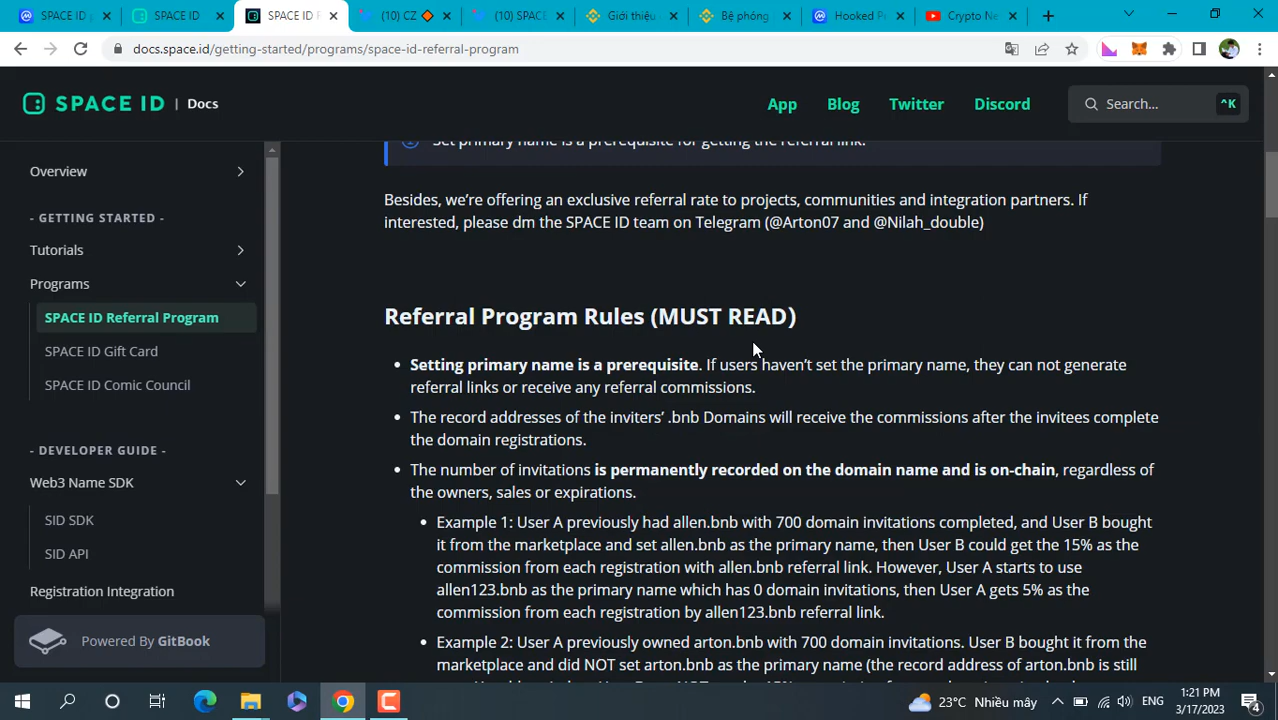 SPACE ID
SPACE ID
SPACE ID
(10) CZ
(10) SPACE
Giới thiệu
Bệ phóng
Hooked P
Crypto Ne
docs.space.id/getting-started/programs/space-id-referral-program
SPACE ID | Docs
App
Blog
Twitter
Discord
Search...
^K
Overview
- GETTING STARTED -
Tutorials
Programs
SPACE ID Referral Program
SPACE ID Gift Card
SPACE ID Comic Council
- DEVELOPER GUIDE -
Web3 Name SDK
SID SDK
SID API
Registration Integration
Powered By GitBook
Set primary name is a prerequisite for getting the referral link.
Besides, we're offering an exclusive referral rate to projects, communities and integration partners. If
interested, please dm the SPACE ID team on Telegram (@Arton07 and @Nilah_double)
Referral Program Rules (MUST READ)
• Setting primary name is a prerequisite. If users haven't set the primary name, they can not generate
referral links or receive any referral commissions.
• The record addresses of the inviters' .bnb Domains will receive the commissions after the invitees complete
the domain registrations.
• The number of invitations is permanently recorded on the domain name and is on-chain, regardless of
the owners, sales or expirations.
• Example 1: User A previously had allen.bnb with 700 domain invitations completed, and User B bought
it from the marketplace and set allen.bnb as the primary name, then User B could get the 15% as the
commission from each registration with allen.bnb referral link. However, User A starts to use
allen123.bnb as the primary name which has 0 domain invitations, then User A gets 5% as the
commission from each registration by allen123.bnb referral link.
• Example 2: User A previously owned arton.bnb with 700 domain invitations. User B bought it from the
marketplace and did NOT set arton.bnb as the primary name (the record address of arton.bnb is still
23°C Nhiều mây
ENG
1:21 PM
3/17/2023
4